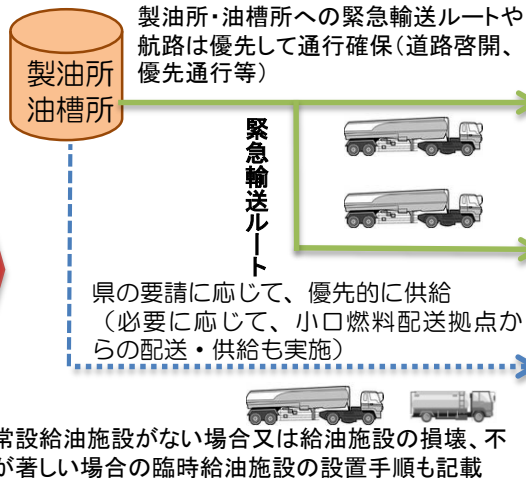 製油所・油槽所への緊急輸送ルートや
航路は優先して通行確保（道路啓開、
優先通行等）
製油所
油槽所
緊急輸送ルート
県の要請に応じて、優先的に供給
（必要に応じて、小口燃料配送拠点か
らの配送・供給も実施）
常設給油施設がない場合又は給油施設の損壊、不
が著しい場合の臨時給油施設の設置手順も記載